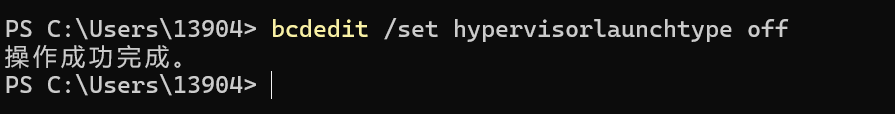 PS C:\Users\13904> bcdedit /set hypervisorlaunchtype off
操作成功完成。
PS C:\Users\13904>